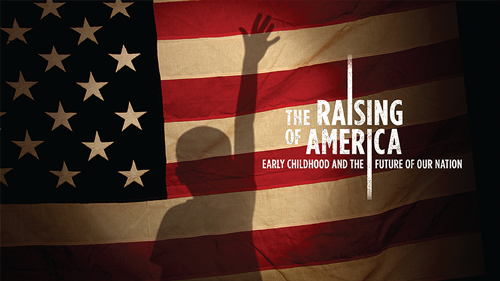 THE RAISING
OF AMERICA
EARLY CHILDHOOD AND THE FUTURE OF OUR NATION